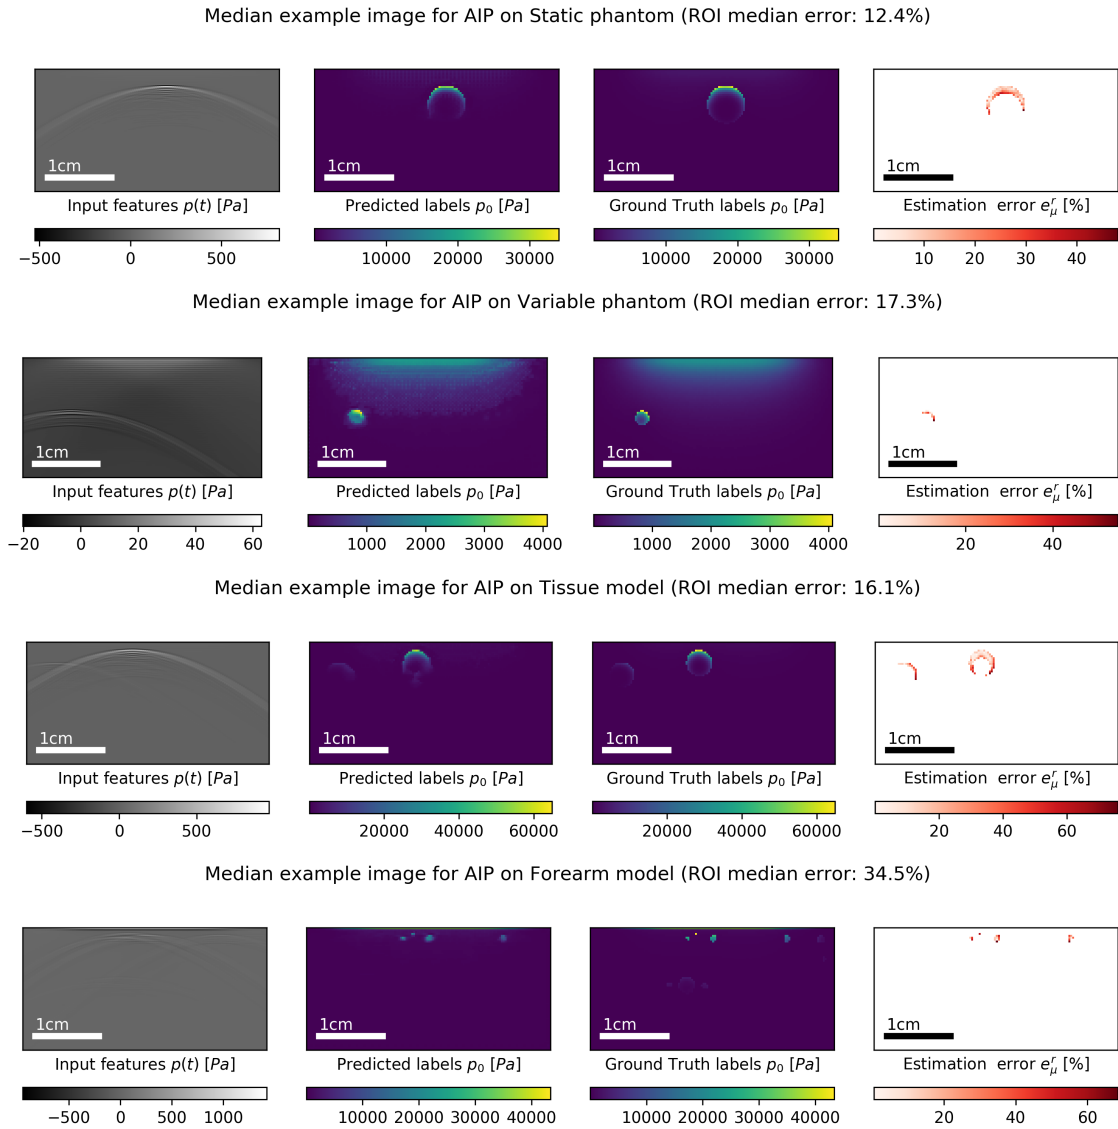 Median example image for AIP on Static phantom (ROI median error: 12.4%)
1cm 1cm 1cm 1cm
Input features p(t) [Pa] Predicted labels p₀ [Pa] Ground Truth labels p₀ [Pa] Estimation error eᵣμ [%]
−500 0 500 10000 20000 30000 10000 20000 30000 10 20 30 40
Median example image for AIP on Variable phantom (ROI median error: 17.3%)
1cm 1cm 1cm 1cm
Input features p(t) [Pa] Predicted labels p₀ [Pa] Ground Truth labels p₀ [Pa] Estimation error eᵣμ [%]
−20 0 20 40 60 1000 2000 3000 4000 1000 2000 3000 4000 20 40
Median example image for AIP on Tissue model (ROI median error: 16.1%)
1cm 1cm 1cm 1cm
Input features p(t) [Pa] Predicted labels p₀ [Pa] Ground Truth labels p₀ [Pa] Estimation error eᵣμ [%]
−500 0 500 20000 40000 60000 20000 40000 60000 20 40 60
Median example image for AIP on Forearm model (ROI median error: 34.5%)
1cm 1cm 1cm 1cm
Input features p(t) [Pa] Predicted labels p₀ [Pa] Ground Truth labels p₀ [Pa] Estimation error eᵣμ [%]
−500 0 500 1000 10000 20000 30000 40000 10000 20000 30000 40000 20 40 60